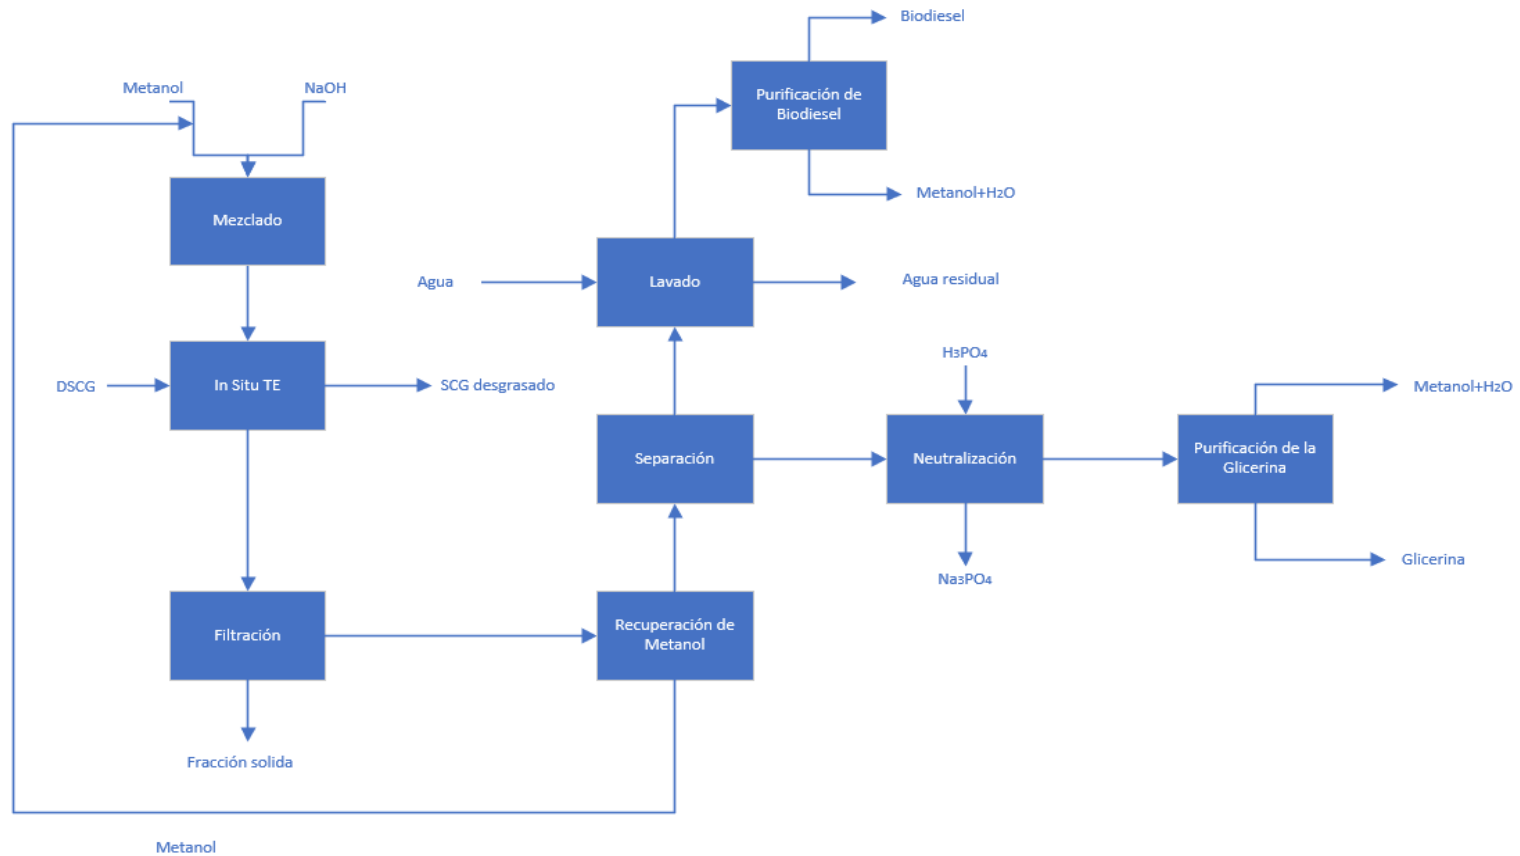 Biodiesel
Metanol
NaOH
Purificación de
Biodiesel
Metanol+H2O
Mezclado
Agua
Lavado
Agua residual
H3PO4
DSCG
In Situ TE
SCG desgrasado
Metanol+H2O
Separación
Neutralización
Purificación de la
Glicerina
Glicerina
Na3PO4
Filtración
Recuperación de
Metanol
Fracción solida
Metanol